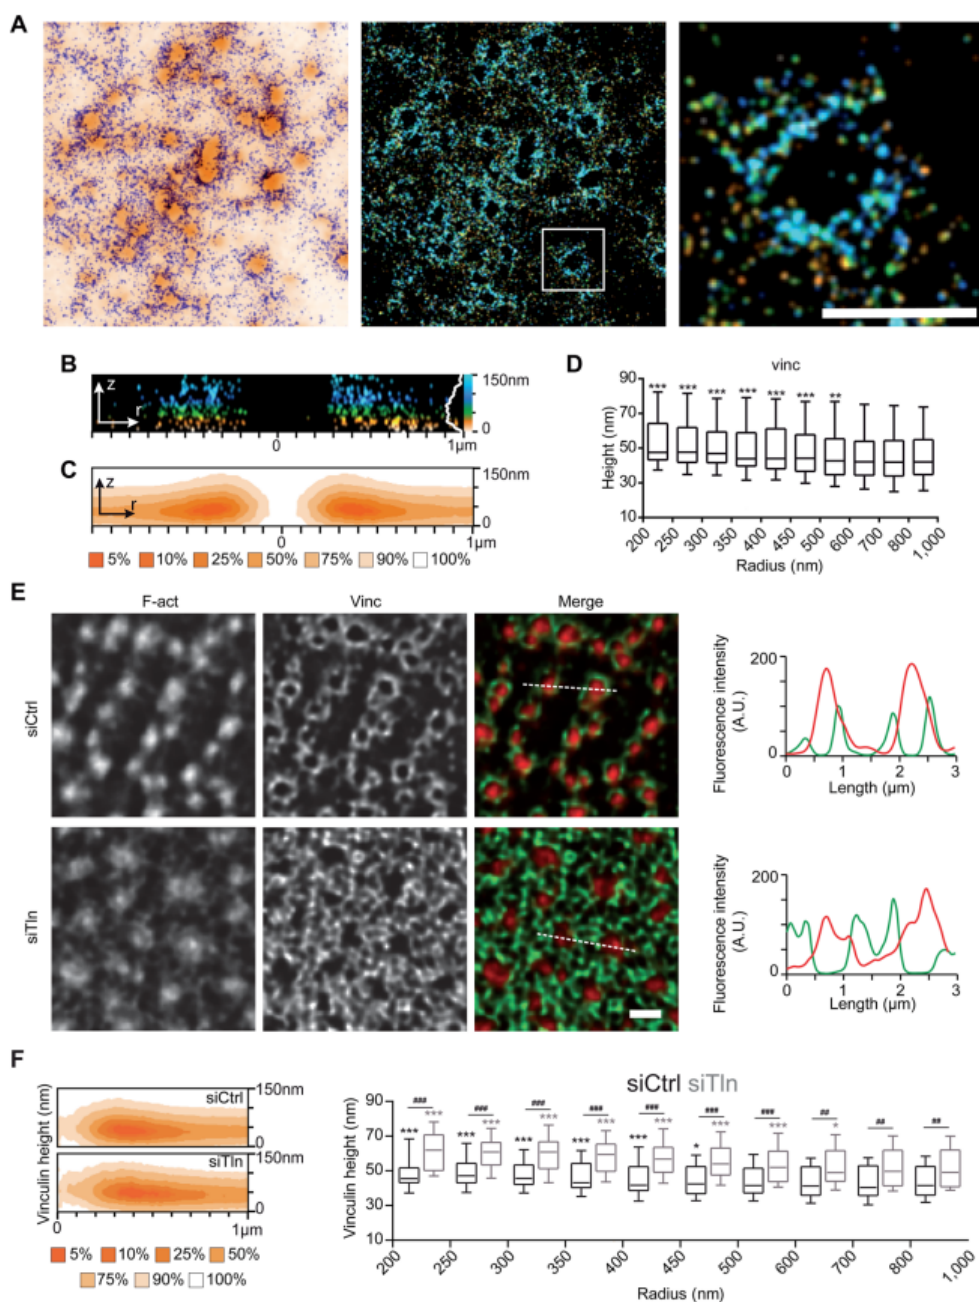 A
B
z
r
150nm
0
0
1µm
C
z
r
150nm
0
0
1µm
5% 10% 25% 50% 75% 90% 100%
D
vinc
*** *** *** *** *** *** **
Height (nm)
90
70
50
30
10
200 250 300 350 400 450 500 600 700 800 1,000
Radius (nm)
E
F-act Vinc Merge
siCtrl
Fluorescence intensity
(A.U.)
200
0
0 1 2 3
Length (µm)
siTln
Fluorescence intensity
(A.U.)
200
0
0 1 2 3
Length (µm)
F
Vinculin height (nm)
siCtrl
150nm
0
siTln
150nm
0
0 1µm
5% 10% 25% 50%
75% 90% 100%
siCtrl siTln
### ### ### ### ### ### ### ## ## ##
*** *** *** *** *** *** *** *
*** *** *** *** *** *
Vinculin height (nm)
90
70
50
30
10
200 250 300 350 400 450 500 600 700 800 1,000
Radius (nm)